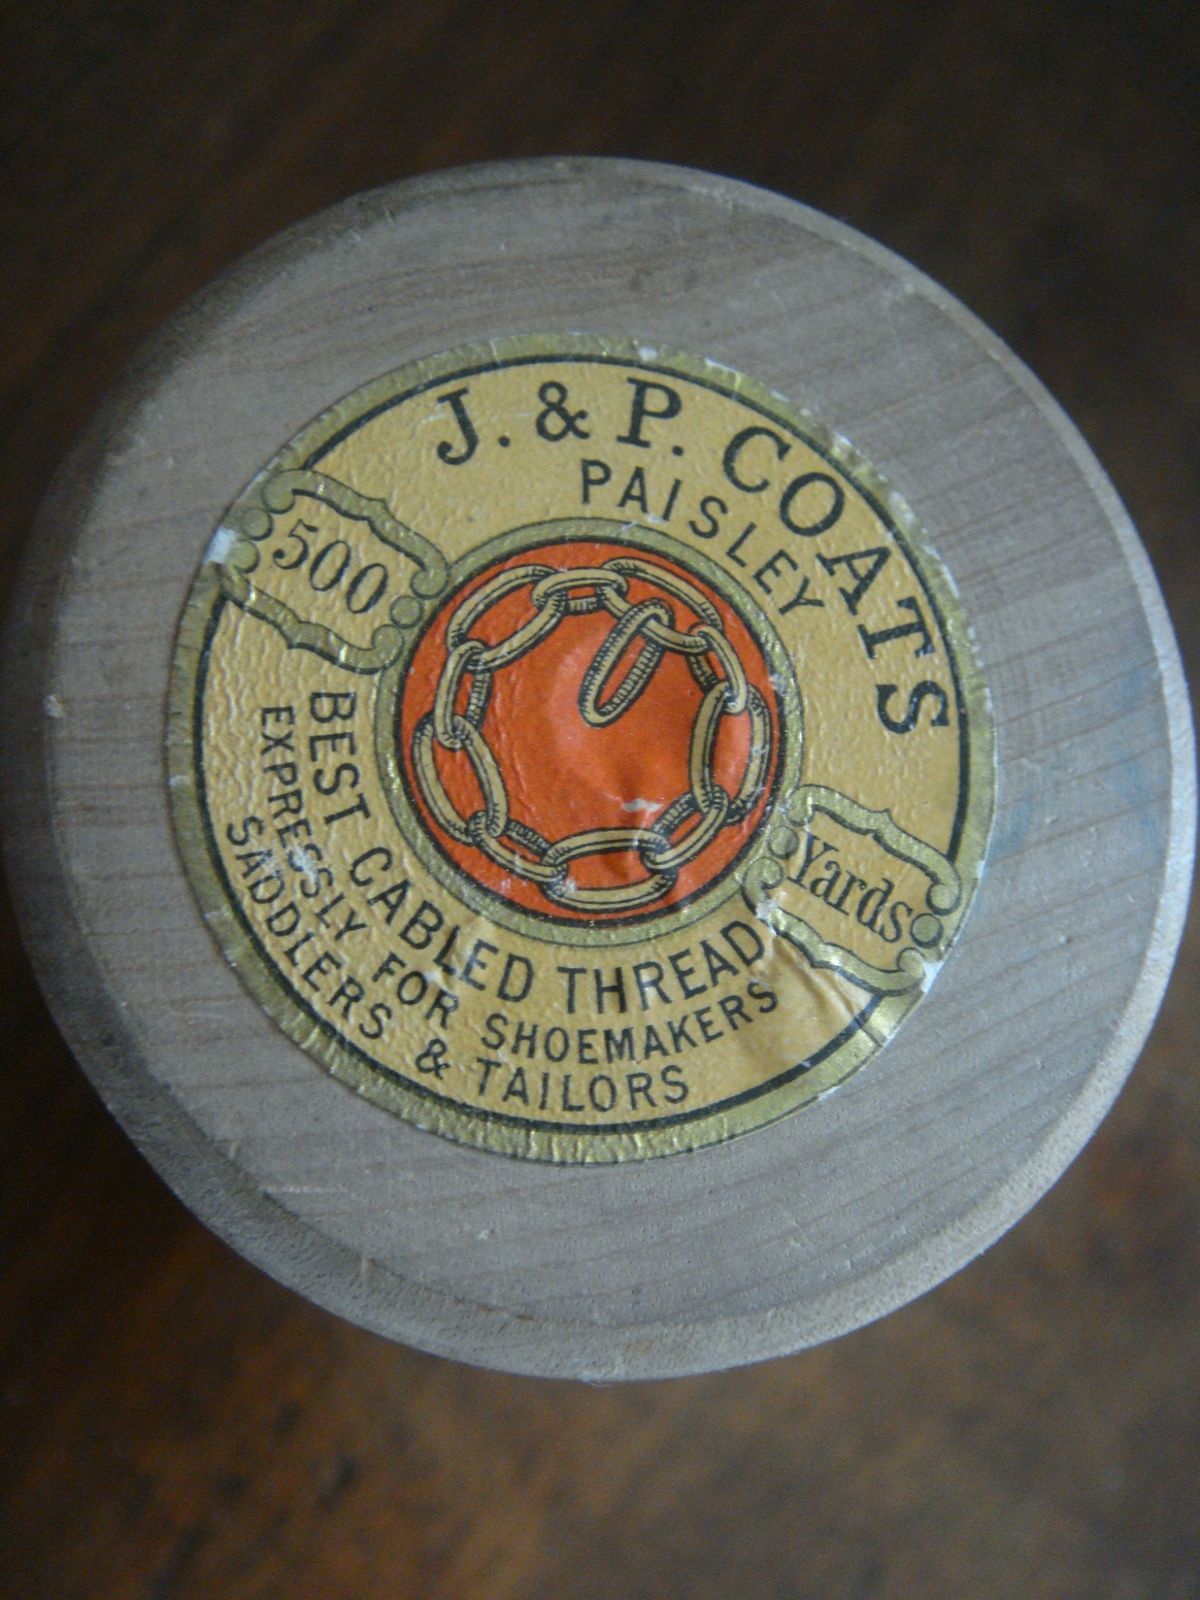 J. & P. COATS
PAISLEY
500
Yards
BEST CABLED THREAD
EXPRESSLY FOR SHOEMAKERS
SADDLERS & TAILORS